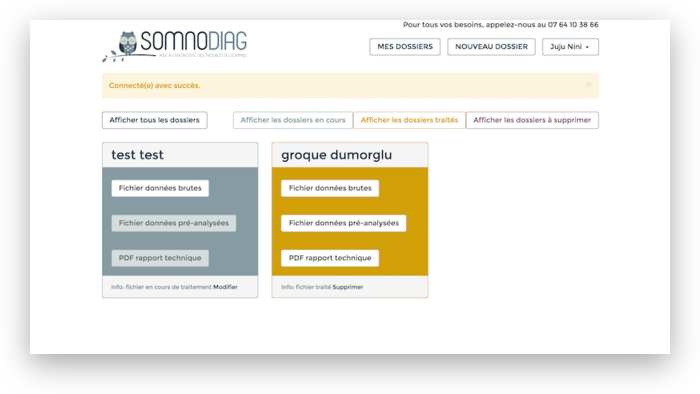 Pour tous vos besoins, appelez-nous au 07 64 10 38 66
SOMNODIAG
AIDE AU DIAGNOSTIC DES TROUBLES DU SOMMEIL
MES DOSSIERS
NOUVEAU DOSSIER
Juju Nini
Connecté(e) avec succès.
×
Afficher tous les dossiers
Afficher les dossiers en cours
Afficher les dossiers traités
Afficher les dossiers à supprimer
test test
Fichier données brutes
Fichier données pré-analysées
PDF rapport technique
Info: fichier en cours de traitement Modifier
groque dumorglu
Fichier données brutes
Fichier données pré-analysées
PDF rapport technique
Info: fichier traité Supprimer